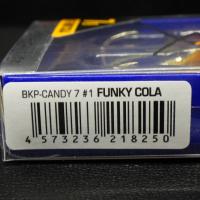 BKP-CANDY 7 #1 FUNKY COLA
4 573236 218250